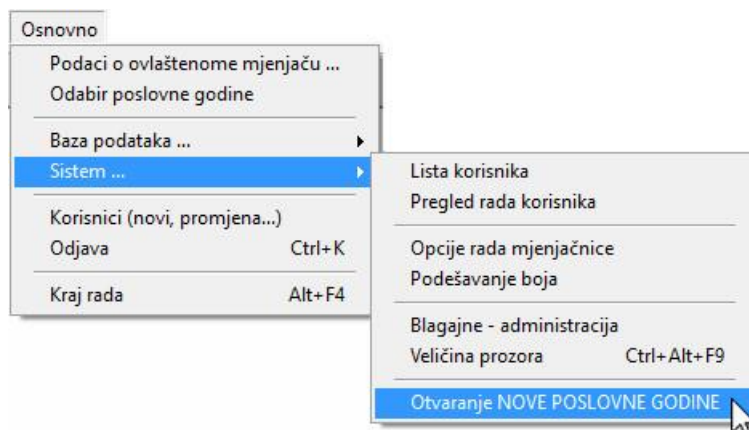 Osnovno
Podaci o ovlaštenome mjenjaču ...
Odabir poslovne godine
Baza podataka ...
Sistem ...
Korisnici (novi, promjena...)
Odjava Ctrl+K
Kraj rada Alt+F4
Lista korisnika
Pregled rada korisnika
Opcije rada mjenjačnice
Podešavanje boja
Blagajne - administracija
Veličina prozora Ctrl+Alt+F9
Otvaranje NOVE POSLOVNE GODINE